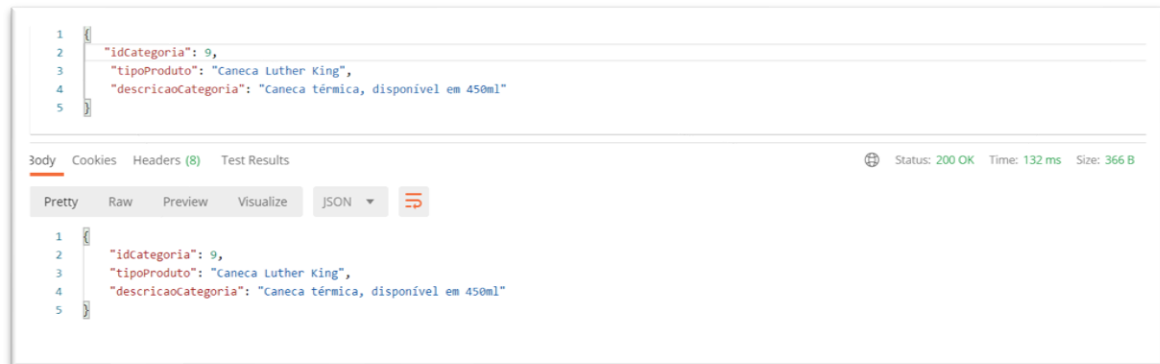 1 {
2 "idCategoria": 9,
3 "tipoProduto": "Caneca Luther King",
4 "descricaoCategoria": "Caneca térmica, disponível em 450ml"
5 }
Body Cookies Headers (8) Test Results Status: 200 OK Time: 132 ms Size: 366 B
Pretty Raw Preview Visualize JSON
1 {
2 "idCategoria": 9,
3 "tipoProduto": "Caneca Luther King",
4 "descricaoCategoria": "Caneca térmica, disponível em 450ml"
5 }